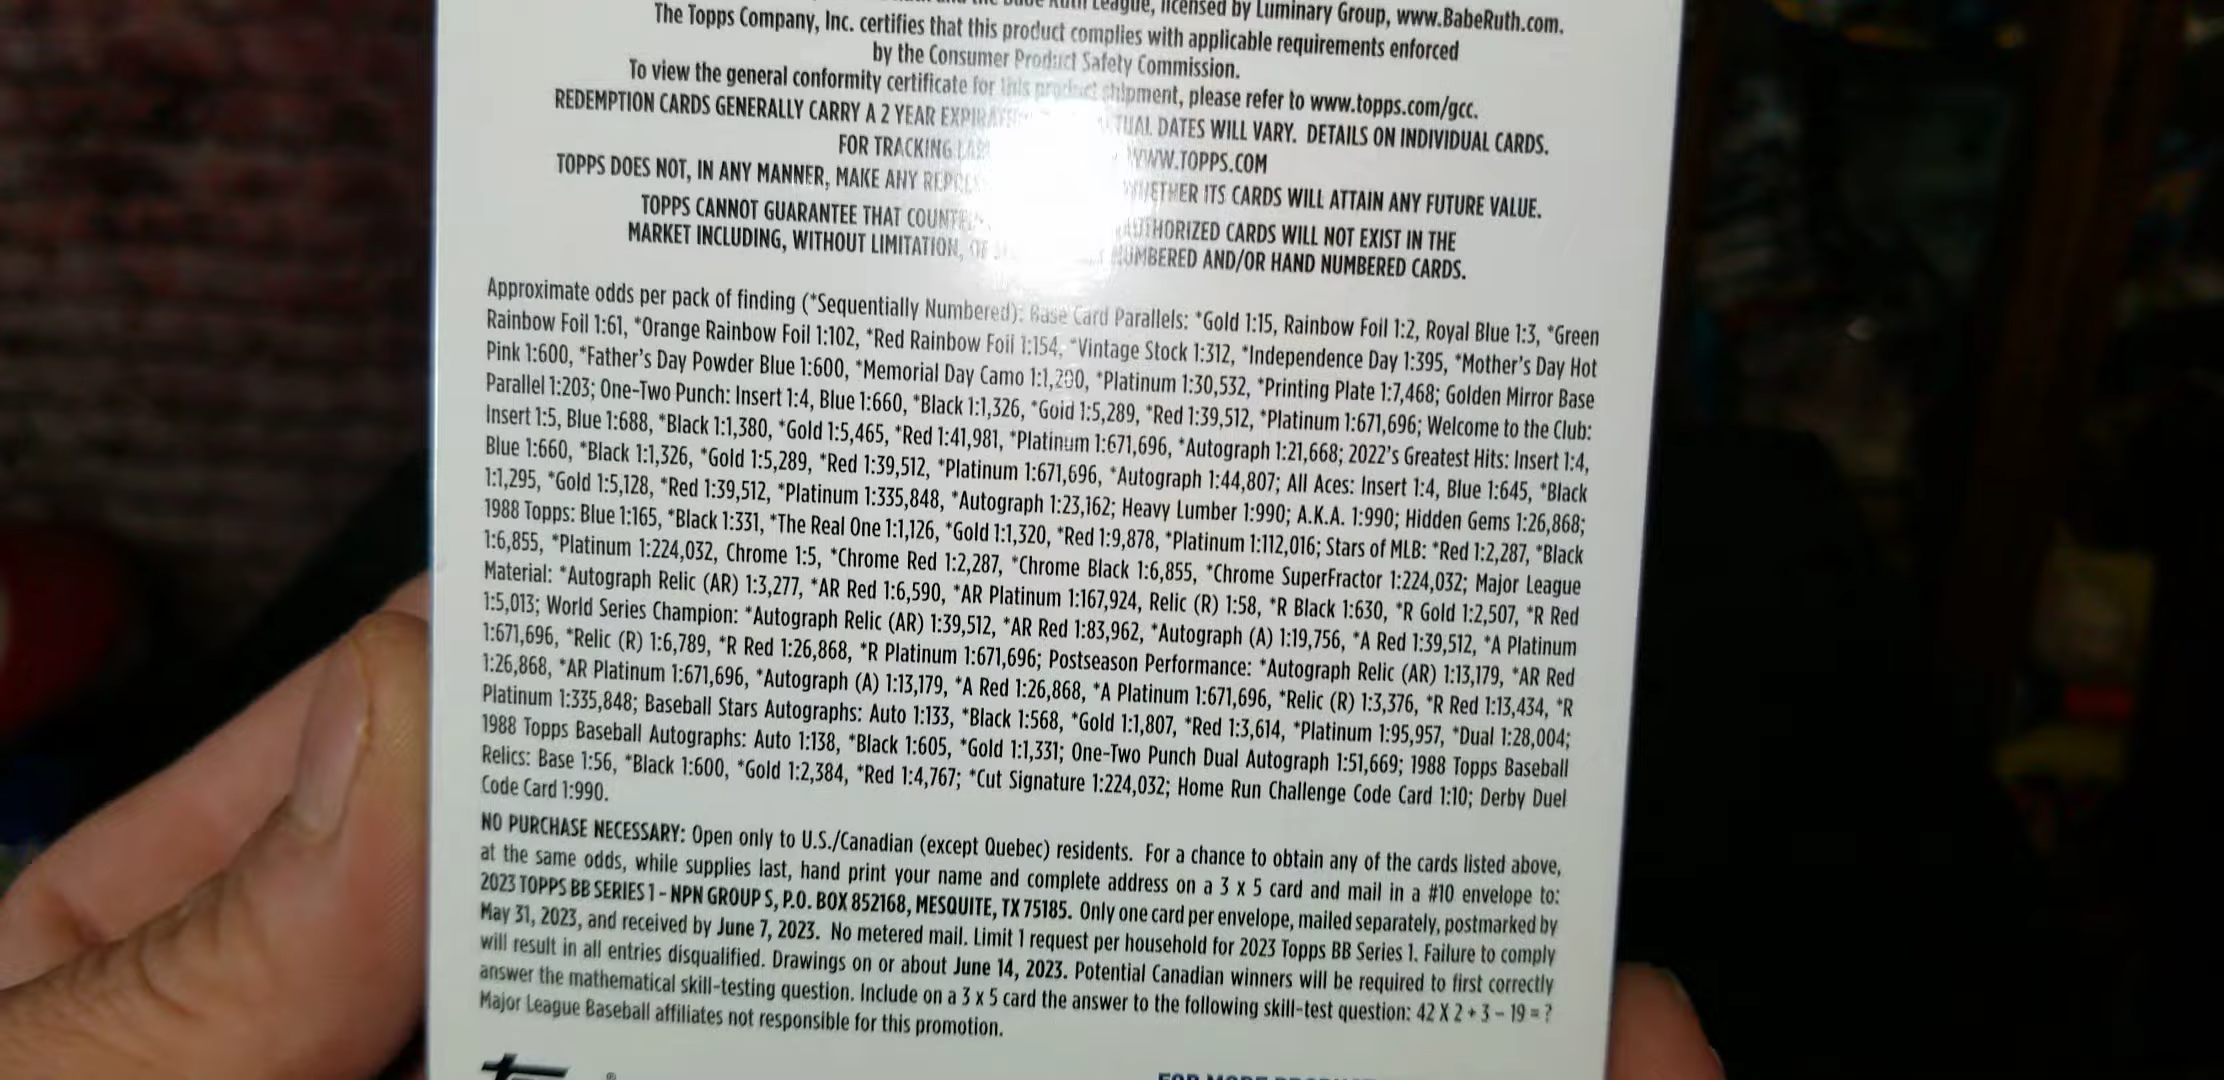 League, licensed by Luminary Group, www.BabeRuth.com.
The Topps Company, Inc. certifies that this product complies with applicable requirements enforced
by the Consumer Product Safety Commission.
To view the general conformity certificate for this product shipment, please refer to www.topps.com/gcc.
REDEMPTION CARDS GENERALLY CARRY A 2 YEAR DATES WILL VARY. DETAILS ON INDIVIDUAL CARDS.
FOR TRACKING WWW.TOPPS.COM
TOPPS DOES NOT, IN ANY MANNER, MAKE ANY WHETHER ITS CARDS WILL ATTAIN ANY FUTURE VALUE.
TOPPS CANNOT GUARANTEE THAT AUTHORIZED CARDS WILL NOT EXIST IN THE
MARKET INCLUDING, WITHOUT LIMITATION, NUMBERED AND/OR HAND NUMBERED CARDS.
Approximate odds per pack of finding (*Sequentially Numbered): Base Card Parallels: *Gold 1:15, Rainbow Foil 1:2, Royal Blue 1:3, *Green
Rainbow Foil 1:61, *Orange Rainbow Foil 1:102, *Red Rainbow Foil 1:154, *Vintage Stock 1:312, *Independence Day 1:395, *Mother's Day Hot
Pink 1:600, *Father's Day Powder Blue 1:600, *Memorial Day Camo 1:1,200, *Platinum 1:30,532, *Printing Plate 1:7,468; Golden Mirror Base
Parallel 1:203; One-Two Punch: Insert 1:4, Blue 1:660, *Black 1:1,326, *Gold 1:5,289, *Red 1:39,512, *Platinum 1:671,696; Welcome to the Club:
Insert 1:5, Blue 1:688, *Black 1:1,380, *Gold 1:5,465, *Red 1:41,981, *Platinum 1:671,696, *Autograph 1:21,668; 2022's Greatest Hits: Insert 1:4,
Blue 1:660, *Black 1:1,326, *Gold 1:5,289, *Red 1:39,512, *Platinum 1:671,696, *Autograph 1:44,807; All Aces: Insert 1:4, Blue 1:645, *Black
1:1,295, *Gold 1:5,128, *Red 1:39,512, *Platinum 1:335,848, *Autograph 1:23,162; Heavy Lumber 1:990; A.K.A. 1:990; Hidden Gems 1:26,868;
1988 Topps: Blue 1:165, *Black 1:331, *The Real One 1:1,126, *Gold 1:1,320, *Red 1:9,878, *Platinum 1:112,016; Stars of MLB: *Red 1:2,287, *Black
1:6,855, *Platinum 1:224,032, Chrome 1:5, *Chrome Red 1:2,287, *Chrome Black 1:6,855, *Chrome SuperFractor 1:224,032; Major League
Material: *Autograph Relic (AR) 1:3,277, *AR Red 1:6,590, *AR Platinum 1:167,924, Relic (R) 1:58, *R Black 1:630, *R Gold 1:2,507, *R Red
1:5,013; World Series Champion: *Autograph Relic (AR) 1:39,512, *AR Red 1:83,962, *Autograph (A) 1:19,756, *A Red 1:39,512, *A Platinum
1:671,696, *Relic (R) 1:6,789, *R Red 1:26,868, *R Platinum 1:671,696; Postseason Performance: *Autograph Relic (AR) 1:13,179, *AR Red
1:26,868, *AR Platinum 1:671,696, *Autograph (A) 1:13,179, *A Red 1:26,868, *A Platinum 1:671,696, *Relic (R) 1:3,376, *R Red 1:13,434, *R
Platinum 1:335,848; Baseball Stars Autographs: Auto 1:133, *Black 1:568, *Gold 1:1,807, *Red 1:3,614, *Platinum 1:95,957, *Dual 1:28,004;
1988 Topps Baseball Autographs: Auto 1:138, *Black 1:605, *Gold 1:1,331; One-Two Punch Dual Autograph 1:51,669; 1988 Topps Baseball
Relics: Base 1:56, *Black 1:600, *Gold 1:2,384, *Red 1:4,767; *Cut Signature 1:224,032; Home Run Challenge Code Card 1:10; Derby Duel
Code Card 1:990.
NO PURCHASE NECESSARY: Open only to U.S./Canadian (except Quebec) residents. For a chance to obtain any of the cards listed above,
at the same odds, while supplies last, hand print your name and complete address on a 3 x 5 card and mail in a #10 envelope to:
2023 TOPPS BB SERIES 1 - NPN GROUP S, P.O. BOX 852168, MESQUITE, TX 75185. Only one card per envelope, mailed separately, postmarked by
May 31, 2023, and received by June 7, 2023. No metered mail. Limit 1 request per household for 2023 Topps BB Series 1. Failure to comply
will result in all entries disqualified. Drawings on or about June 14, 2023. Potential Canadian winners will be required to first correctly
answer the mathematical skill-testing question. Include on a 3 x 5 card the answer to the following skill-test question: 42 X 2 + 3 - 19 = ?
Major League Baseball affiliates not responsible for this promotion.